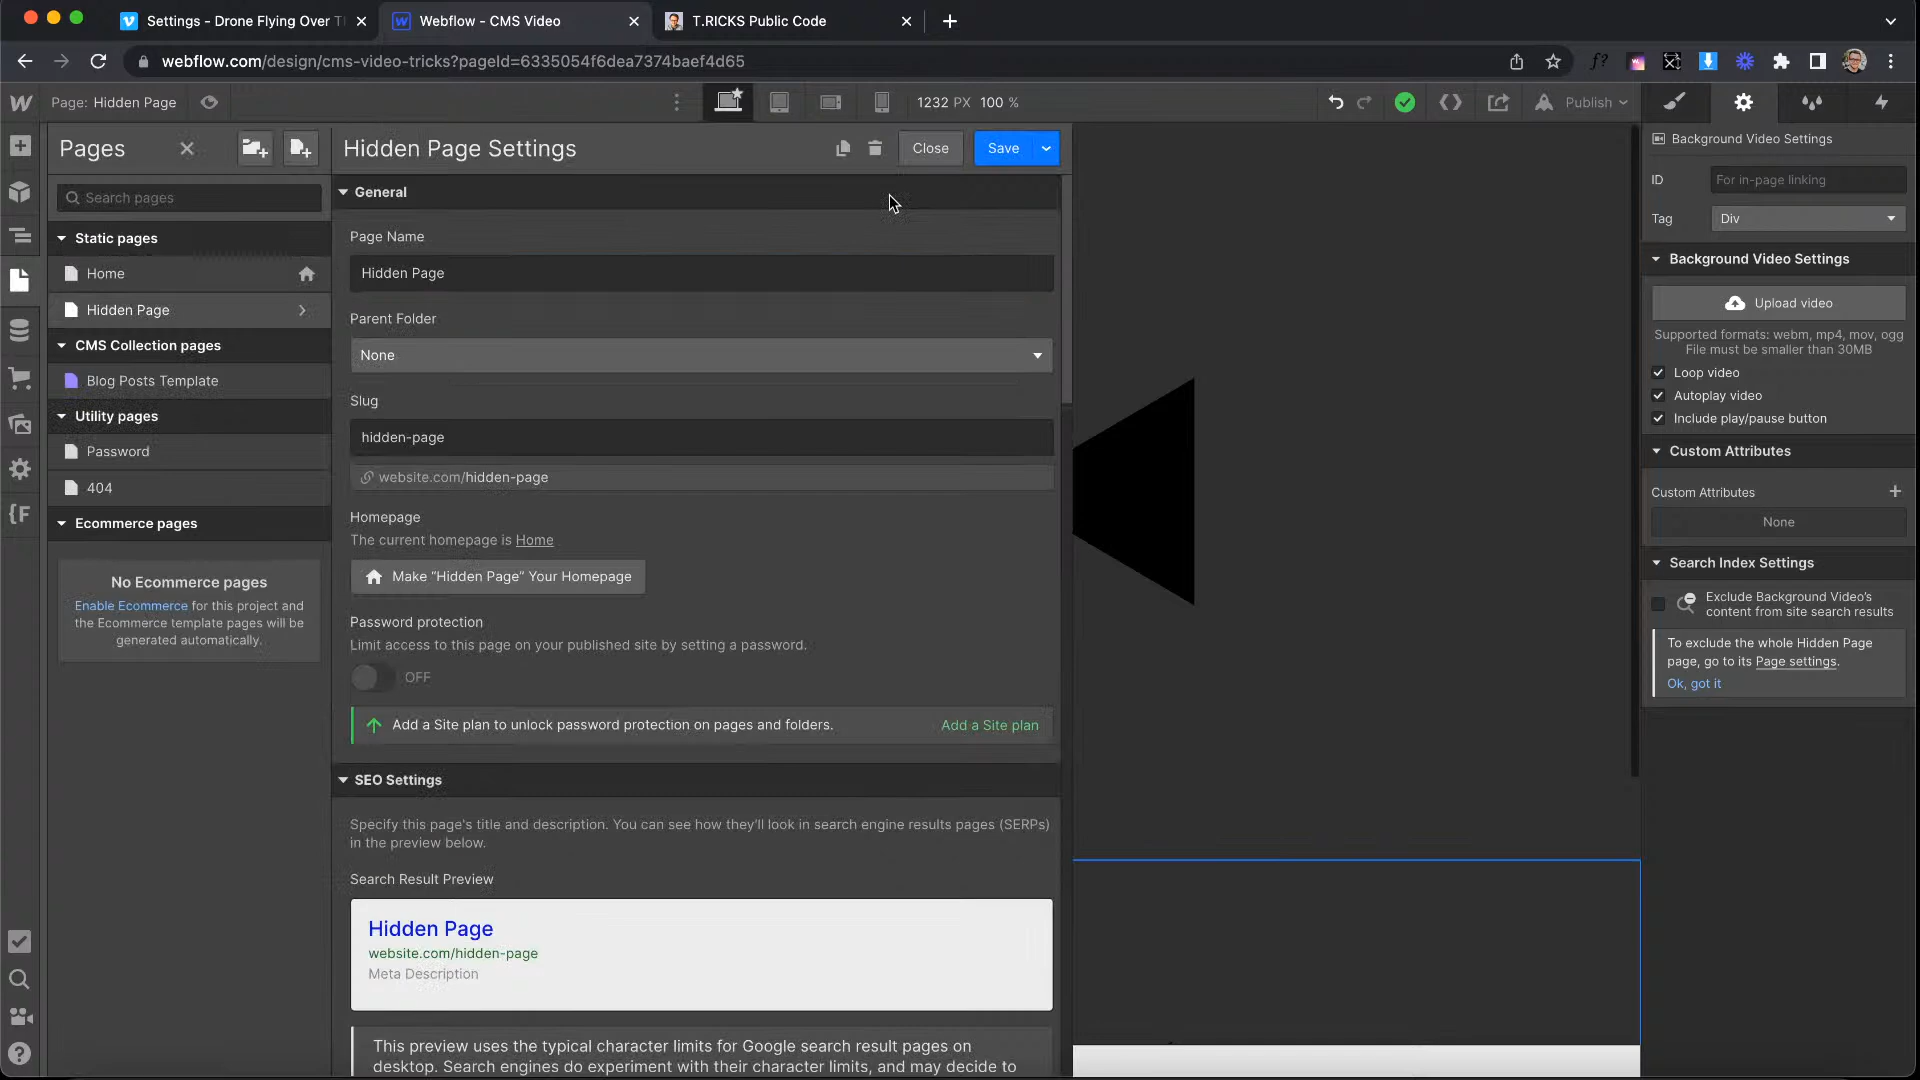 Settings - Drone Flying Over T
Webflow - CMS Video
T.RICKS Public Code
webflow.com/design/cms-video-tricks?pageId=6335054f6dea7374baef4d65
Page: Hidden Page
1232 PX 100 %
Publish
Pages
Hidden Page Settings
Close
Save
Search pages
Static pages
Home
Hidden Page
CMS Collection pages
Blog Posts Template
Utility pages
Password
404
Ecommerce pages
No Ecommerce pages
Enable Ecommerce for this project and
the Ecommerce template pages will be
generated automatically.
General
Page Name
Hidden Page
Parent Folder
None
Slug
hidden-page
website.com/hidden-page
Homepage
The current homepage is Home
Make “Hidden Page” Your Homepage
Password protection
Limit access to this page on your published site by setting a password.
OFF
Add a Site plan to unlock password protection on pages and folders.
Add a Site plan
SEO Settings
Specify this page's title and description. You can see how they'll look in search engine results pages (SERPs)
in the preview below.
Search Result Preview
Hidden Page
website.com/hidden-page
Meta Description
This preview uses the typical character limits for Google search result pages on
desktop. Search engines do experiment with their character limits, and may decide to
Background Video Settings
ID
For in-page linking
Tag
Div
Background Video Settings
Upload video
Supported formats: webm, mp4, mov, ogg
File must be smaller than 30MB
Loop video
Autoplay video
Include play/pause button
Custom Attributes
Custom Attributes
None
Search Index Settings
Exclude Background Video's
content from site search results
To exclude the whole Hidden Page
page, go to its Page settings.
Ok, got it